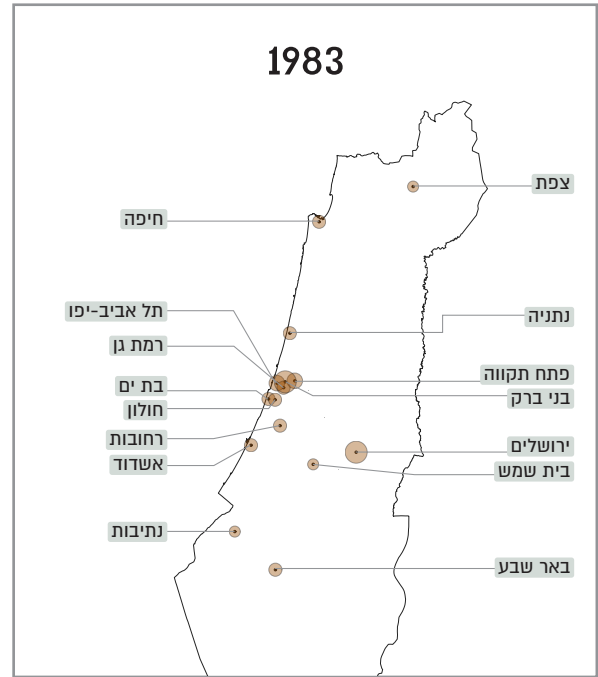 1983
צפת
חיפה
תל אביב-יפו
נתניה
רמת גן
פתח תקווה
בת ים
בני ברק
חולון
רחובות
ירושלים
אשדוד
בית שמש
נתיבות
באר שבע